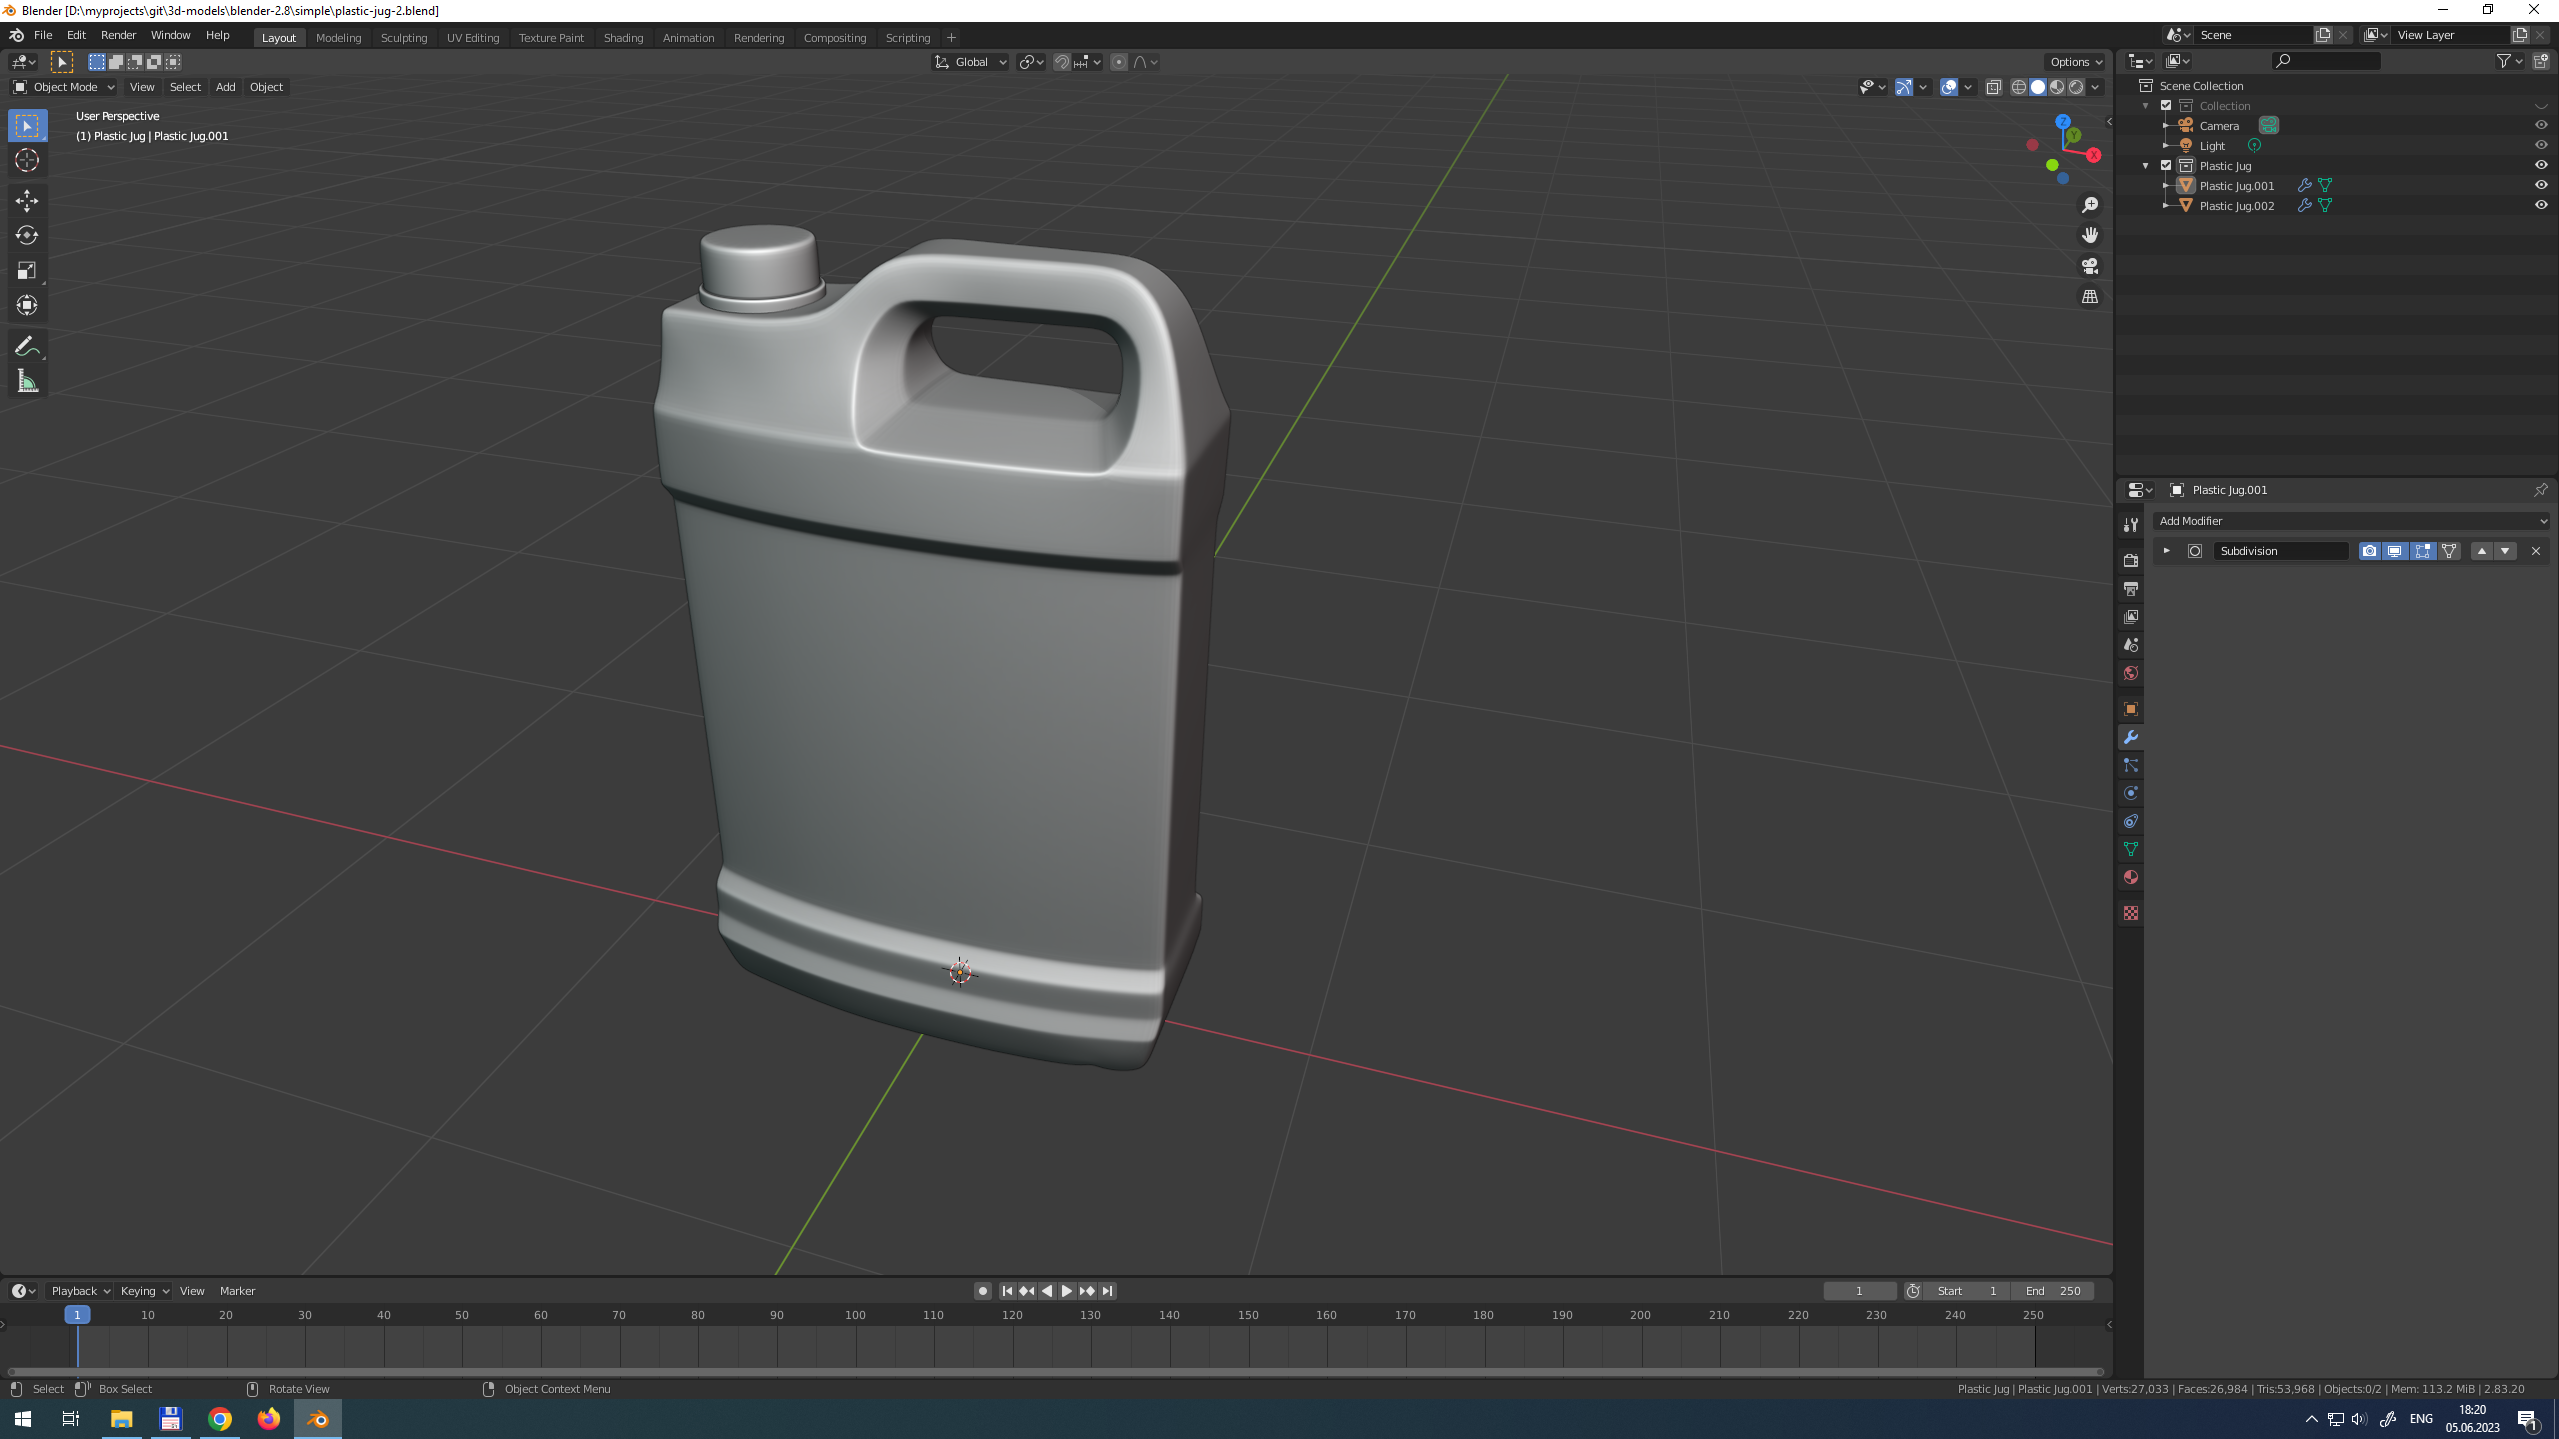 Blender [D:\myprojects\git\3d-models\blender-2.8\simple\plastic-jug-2.blend]
File Edit Render Window Help Layout Modeling Sculpting UV Editing Texture Paint Shading Animation Rendering Compositing Scripting + Scene View Layer
Global Options
Object Mode View Select Add Object
User Perspective
(1) Plastic Jug | Plastic Jug.001
Z
Y
X
Scene Collection
Collection
Camera
Light
Plastic Jug
Plastic Jug.001
Plastic Jug.002
Plastic Jug.001
Add Modifier
Subdivision
Playback Keying View Marker 1 Start 1 End 250
1 10 20 30 40 50 60 70 80 90 100 110 120 130 140 150 160 170 180 190 200 210 220 230 240 250
Select Box Select Rotate View Object Context Menu Plastic Jug | Plastic Jug.001 | Verts:27,033 | Faces:26,984 | Tris:53,968 | Objects:0/2 | Mem: 113.2 MiB | 2.83.20
ENG 18:20
05.06.2023
1